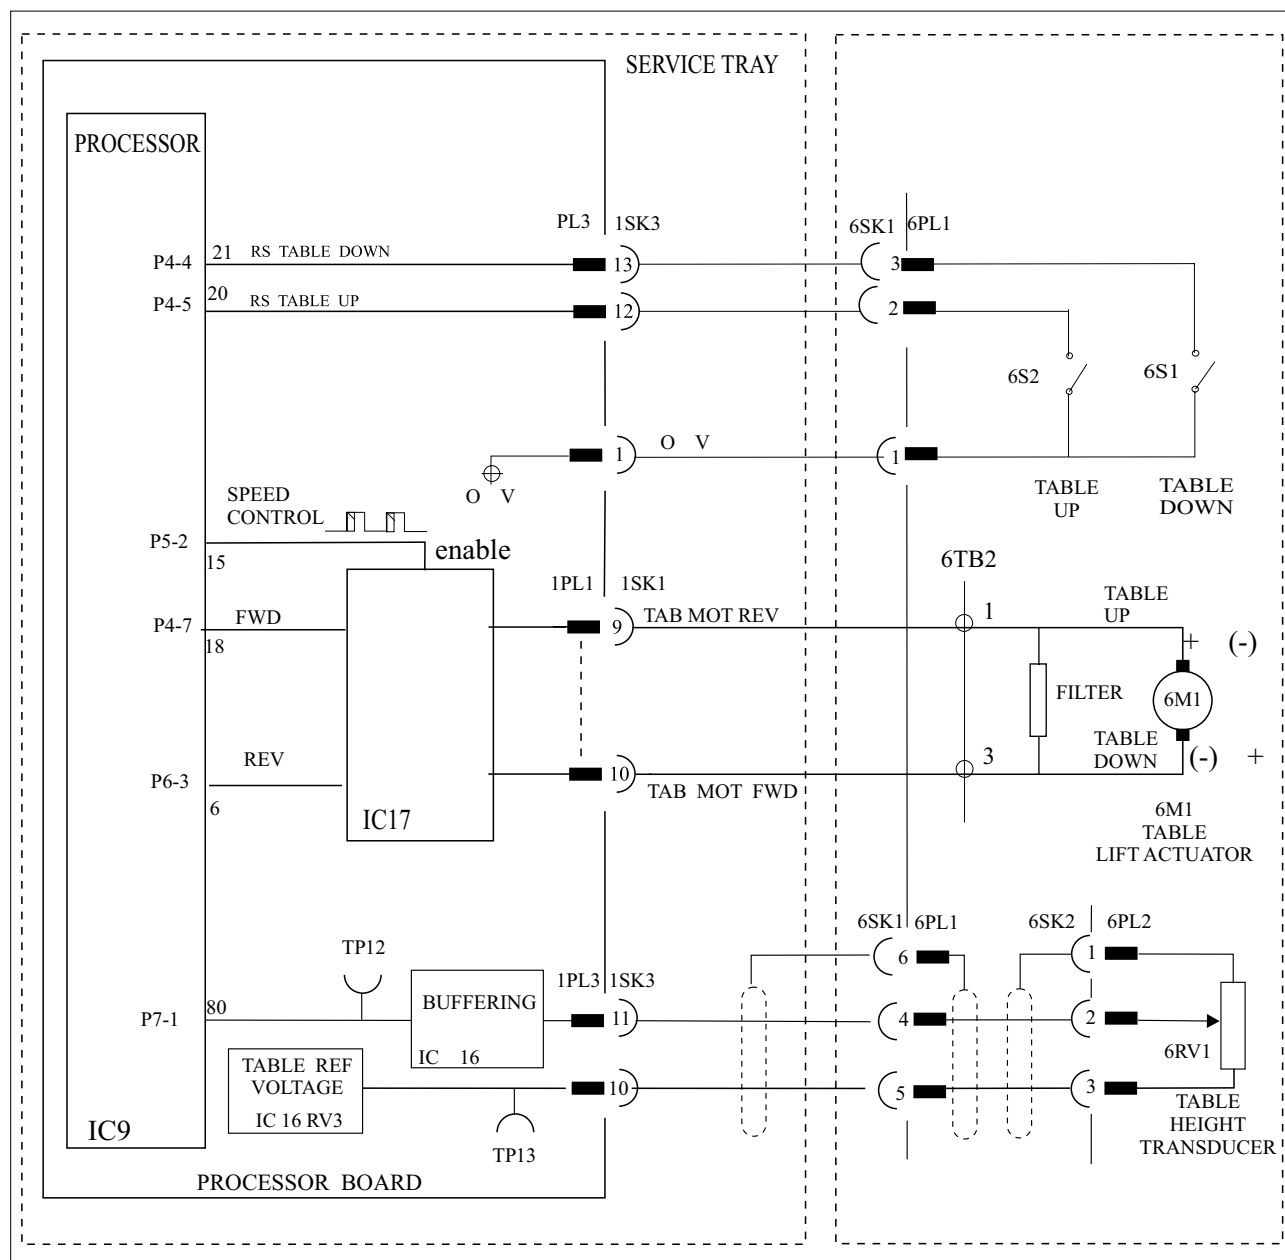 SERVICE TRAY
PROCESSOR
PL3 1SK3
6SK1 6PL1
P4-4 21 RS TABLE DOWN 13 3
P4-5 20 RS TABLE UP 12 2
6S2 6S1
O V
1 1
O V
TABLE
UP
TABLE
DOWN
SPEED
CONTROL
P5-2 15 enable
6TB2
1PL1 1SK1
P4-7 FWD
18
9 TAB MOT REV 1
TABLE
UP
+ (-)
FILTER
6M1
TABLE
DOWN
(-) +
REV
P6-3
6
10 TAB MOT FWD 3
IC17
6M1
TABLE
LIFT ACTUATOR
6SK1 6PL1 6SK2 6PL2
6 1
TP12
1PL3 1SK3
P7-1 80
BUFFERING
IC 16
11 4 2
6RV1
TABLE REF
VOLTAGE
IC 16 RV3
10 5 3
TP13
TABLE
HEIGHT
TRANSDUCER
IC9
PROCESSOR BOARD